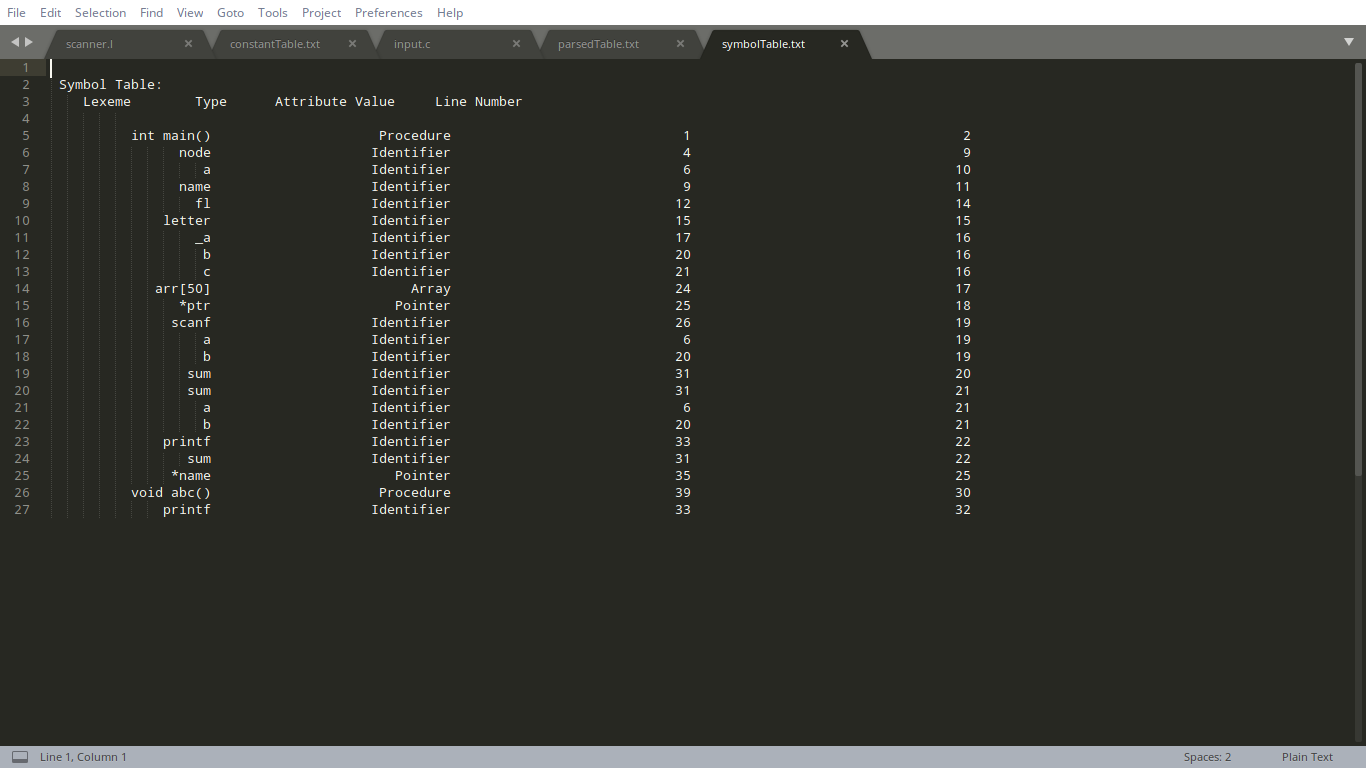 File Edit Selection Find View Goto Tools Project Preferences Help
scanner.l constantTable.txt input.c parsedTable.txt symbolTable.txt
1
2 Symbol Table:
3 Lexeme Type Attribute Value Line Number
4
5 int main() Procedure 1 2
6 node Identifier 4 9
7 a Identifier 6 10
8 name Identifier 9 11
9 fl Identifier 12 14
10 letter Identifier 15 15
11 _a Identifier 17 16
12 b Identifier 20 16
13 c Identifier 21 16
14 arr[50] Array 24 17
15 *ptr Pointer 25 18
16 scanf Identifier 26 19
17 a Identifier 6 19
18 b Identifier 20 19
19 sum Identifier 31 20
20 sum Identifier 31 21
21 a Identifier 6 21
22 b Identifier 20 21
23 printf Identifier 33 22
24 sum Identifier 31 22
25 *name Pointer 35 25
26 void abc() Procedure 39 30
27 printf Identifier 33 32
Line 1, Column 1 Spaces: 2 Plain Text